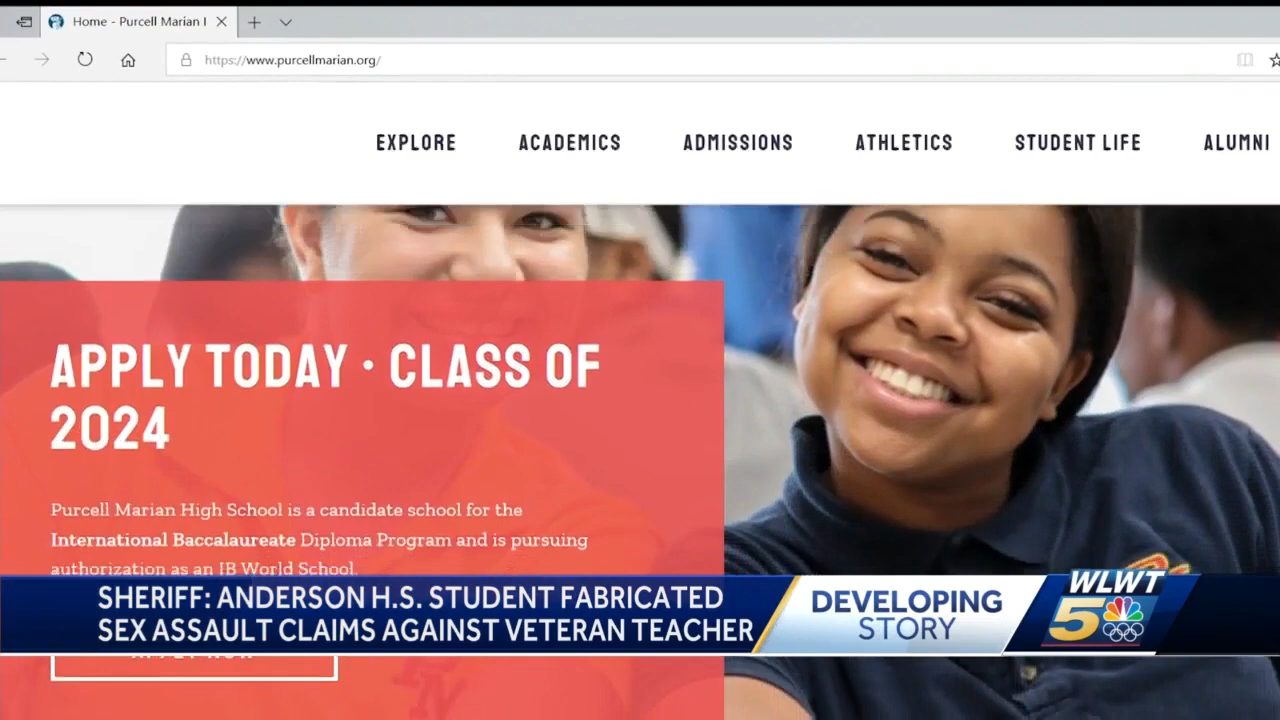 Home - Purcell Marian
https://www.purcellmarian.org/
EXPLORE ACADEMICS ADMISSIONS ATHLETICS STUDENT LIFE ALUMNI
APPLY TODAY · CLASS OF
2024
Purcell Marian High School is a candidate school for the
International Baccalaureate Diploma Program and is pursuing
authorization as an IB World School.
SHERIFF: ANDERSON H.S. STUDENT FABRICATED
SEX ASSAULT CLAIMS AGAINST VETERAN TEACHER
DEVELOPING
STORY
WLWT
5